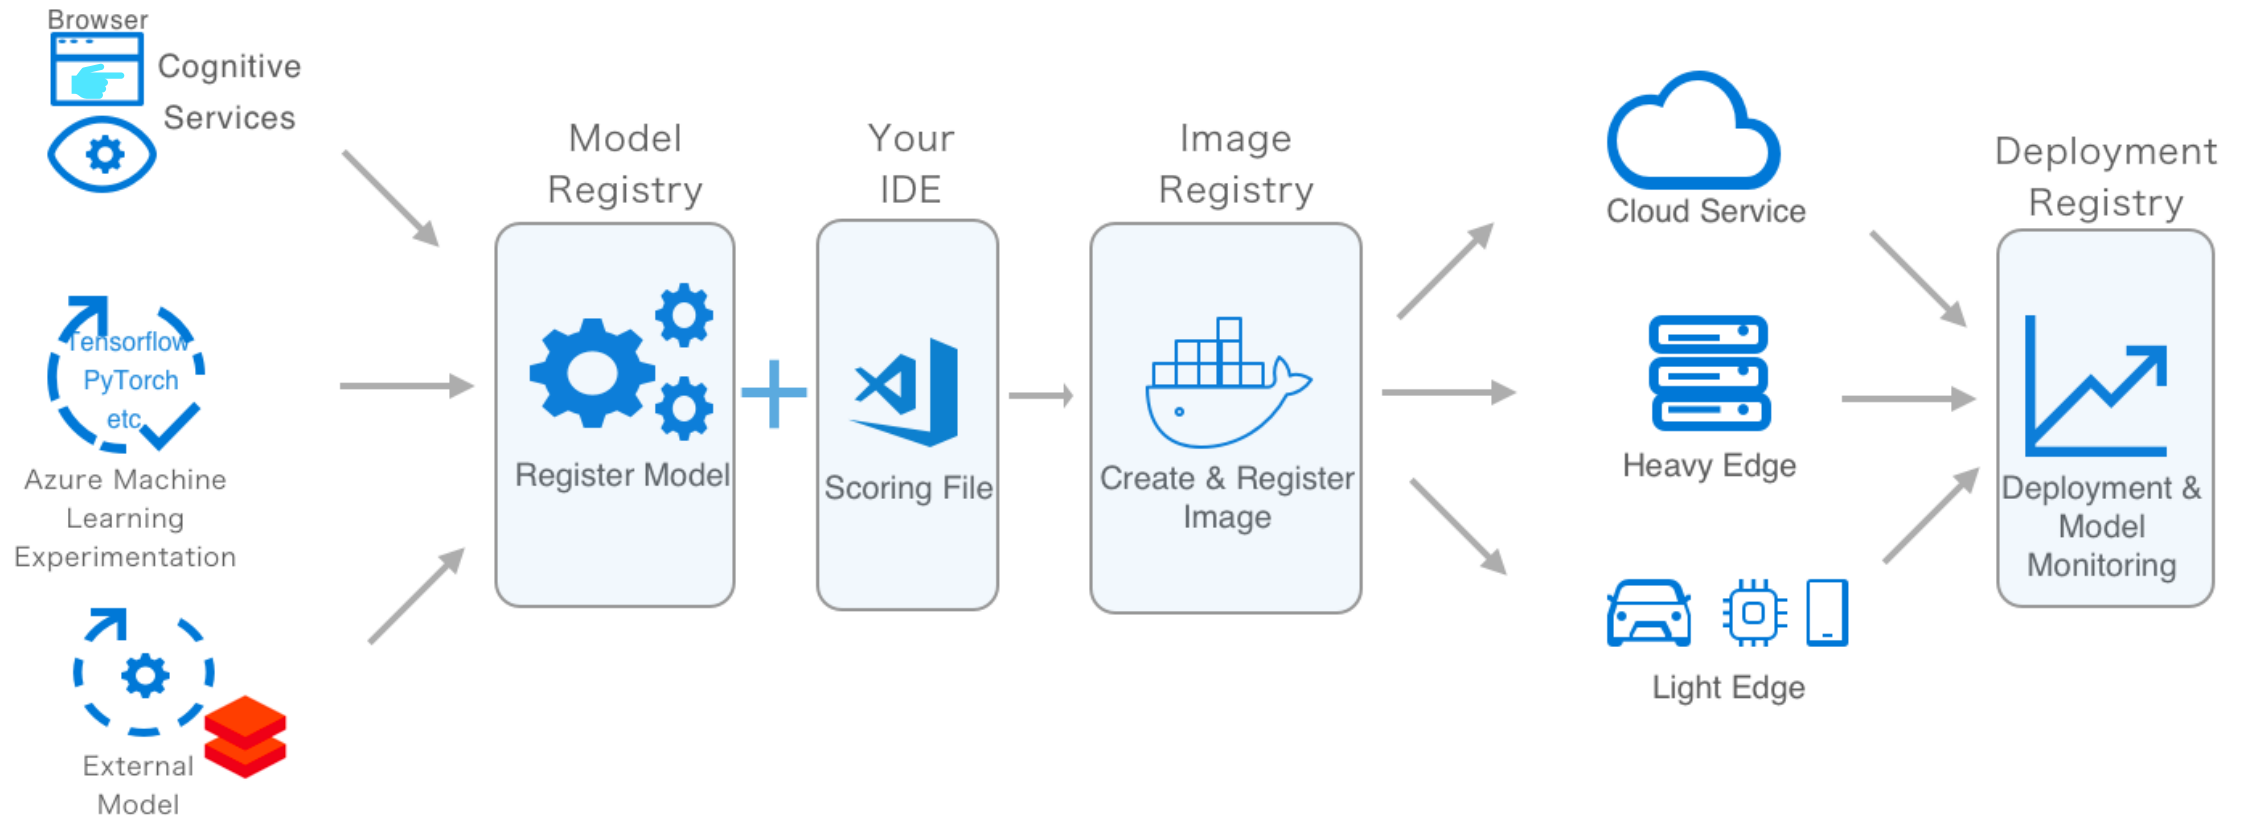 Browser
Cognitive
Services
Tensorflow
PyTorch
etc
Azure Machine
Learning
Experimentation
External
Model
Model
Registry
Register Model
Your
IDE
Scoring File
Image
Registry
Create & Register
Image
Cloud Service
Heavy Edge
Light Edge
Deployment
Registry
Deployment &
Model
Monitoring